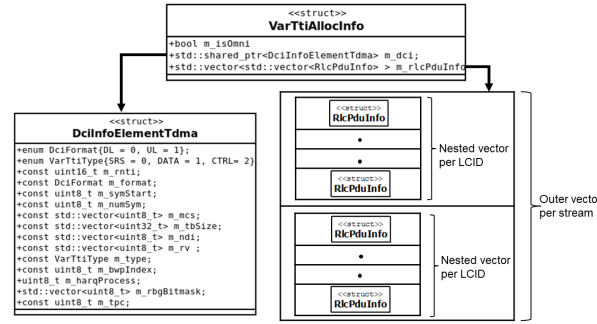 <<struct>>
VarTtiAllocInfo
+bool m_isOmni
+std::shared_ptr<DciInfoElementTdma> m_dci;
+std::vector<std::vector<RlcPduInfo> > m_rlcPduInfo
<<struct>>
DciInfoElementTdma
+enum DciFormat{DL = 0, UL = 1};
+enum VarTtiType{SRS = 0, DATA = 1, CTRL= 2}
+const uint16_t m_rnti;
+const DciFormat m_format;
+const uint8_t m_symStart;
+const uint8_t m_numSym;
+const std::vector<uint8_t> m_mcs;
+const std::vector<uint32_t> m_tbSize;
+const std::vector<uint8_t> m_ndi;
+const std::vector<uint8_t> m_rv ;
+const VarTtiType m_type;
+const uint8_t m_bwpIndex;
+uint8_t m_harqProcess;
+std::vector<uint8_t> m_rbgBitmask;
+const uint8_t m_tpc;
<<struct>>
RlcPduInfo
<<struct>>
RlcPduInfo
Nested vector
per LCID
<<struct>>
RlcPduInfo
<<struct>>
RlcPduInfo
Nested vector
per LCID
Outer vecto
per stream